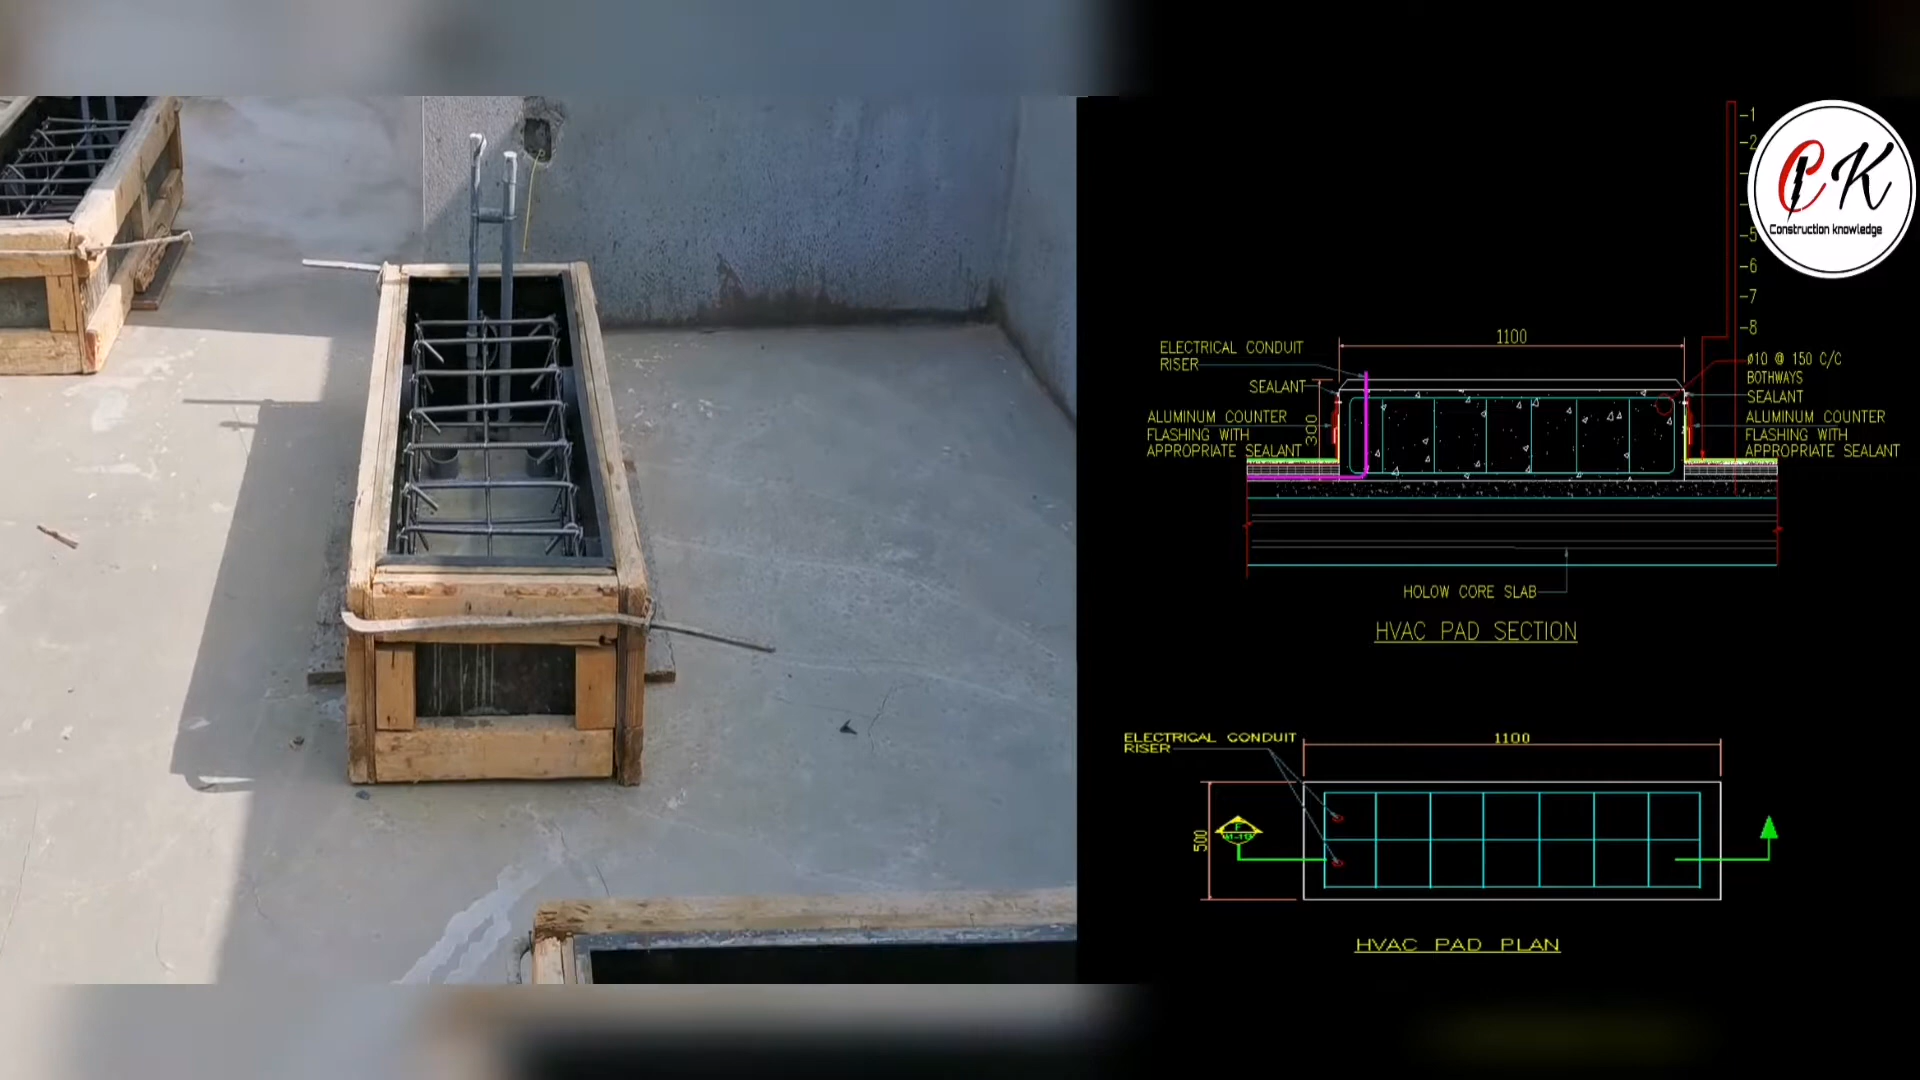 CK
Construction knowledge
-1
-2
-5
-6
-7
-8
1100
ELECTRICAL CONDUIT
RISER
SEALANT
ALUMINUM COUNTER
FLASHING WITH
APPROPRIATE SEALANT
300
ø10 @ 150 C/C
BOTHWAYS
SEALANT
ALUMINUM COUNTER
FLASHING WITH
APPROPRIATE SEALANT
HOLOW CORE SLAB
HVAC PAD SECTION
ELECTRICAL CONDUIT
RISER
1100
500
F
HVAC PAD PLAN